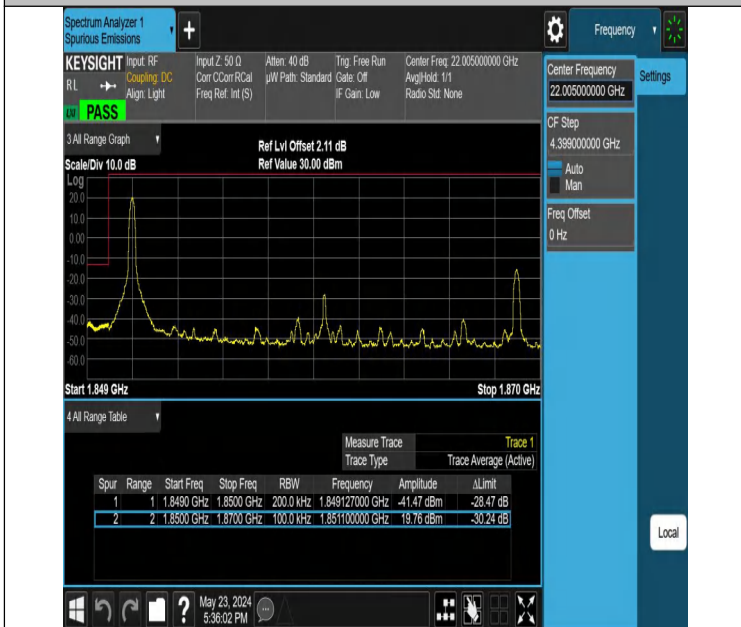 Spectrum Analyzer 1
Spurious Emissions
+
Frequency
KEYSIGHT Input: RF Input Z: 50 Ω Atten: 40 dB Trig: Free Run Center Freq: 22.005000000 GHz
RL Coupling: DC Corr CCorr RCal µW Path: Standard Gate: Off Avg|Hold: 1/1
Align: Light Freq Ref: Int (S) IF Gain: Low Radio Std: None
PASS
Center Frequency
22.005000000 GHz
Settings
CF Step
4.399000000 GHz
Auto
Man
Freq Offset
0 Hz
3 All Range Graph
Ref Lvl Offset 2.11 dB
Scale/Div 10.0 dB Ref Value 30.00 dBm
Log
20.0
10.0
0.00
-10.0
-20.0
-30.0
-40.0
-50.0
-60.0
Start 1.849 GHz Stop 1.870 GHz
4 All Range Table
Measure Trace Trace 1
Trace Type Trace Average (Active)
Spur Range Start Freq Stop Freq RBW Frequency Amplitude ΔLimit
1 1 1.8490 GHz 1.8500 GHz 200.0 kHz 1.849127000 GHz -41.47 dBm -28.47 dB
2 2 1.8500 GHz 1.8700 GHz 100.0 kHz 1.851100000 GHz 19.76 dBm -30.24 dB
Local
? May 23, 2024
5:36:02 PM